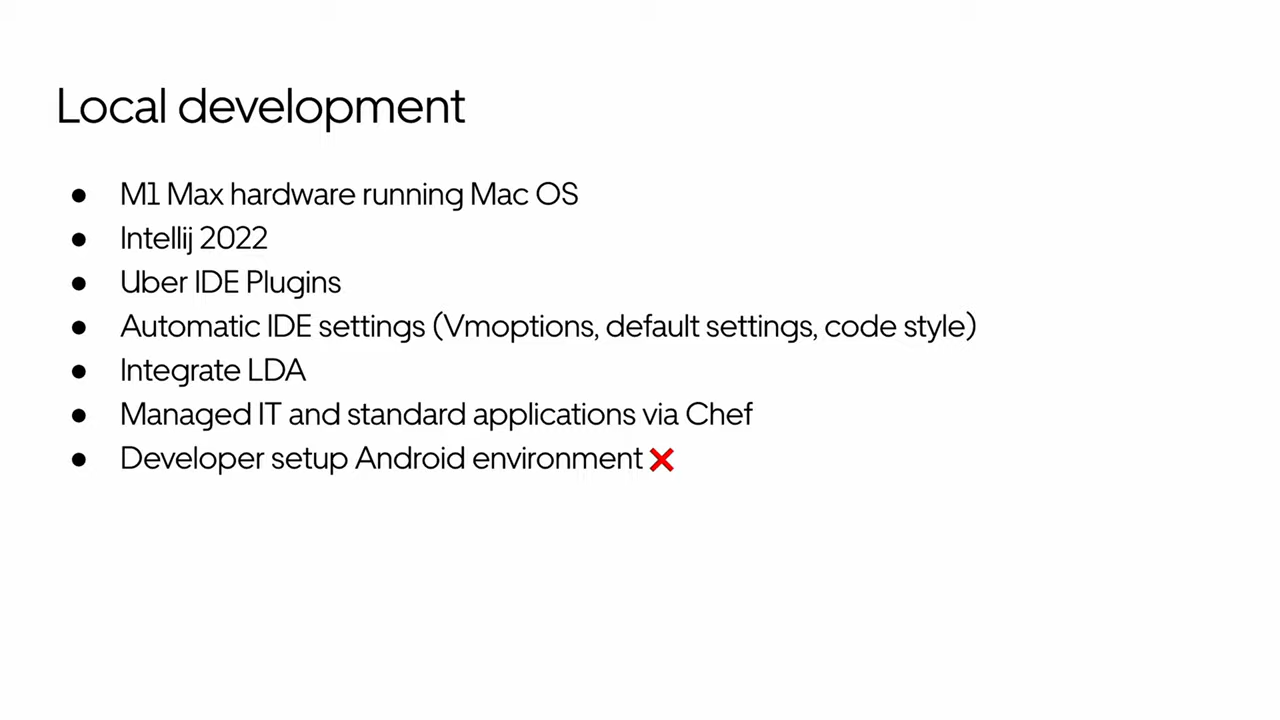 Local development
● M1 Max hardware running Mac OS
● Intellij 2022
● Uber IDE Plugins
● Automatic IDE settings (Vmoptions, default settings, code style)
● Integrate LDA
● Managed IT and standard applications via Chef
● Developer setup Android environment ❌